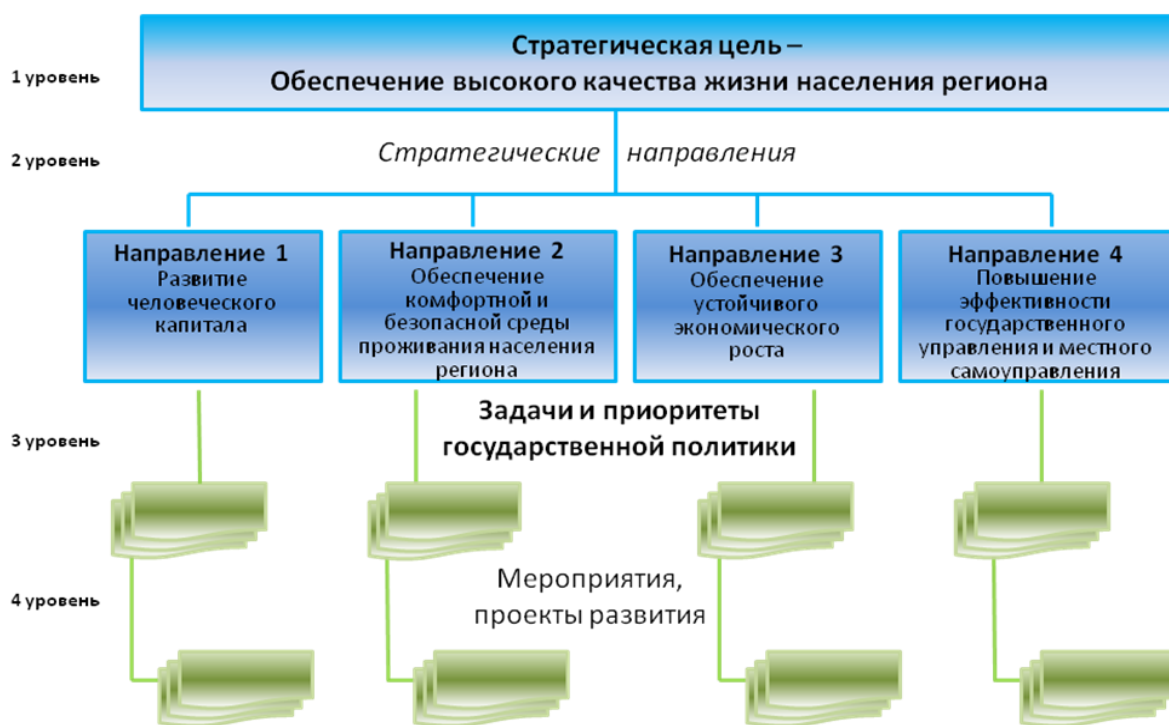 Стратегическая цель –
Обеспечение высокого качества жизни населения региона
1 уровень
2 уровень
Стратегические направления
Направление 1
Развитие
человеческого
капитала
Направление 2
Обеспечение
комфортной и
безопасной среды
проживания населения
региона
Направление 3
Обеспечение
устойчивого
экономического
роста
Направление 4
Повышение
эффективности
государственного
управления и местного
самоуправления
3 уровень
Задачи и приоритеты
государственной политики
4 уровень
Мероприятия,
проекты развития